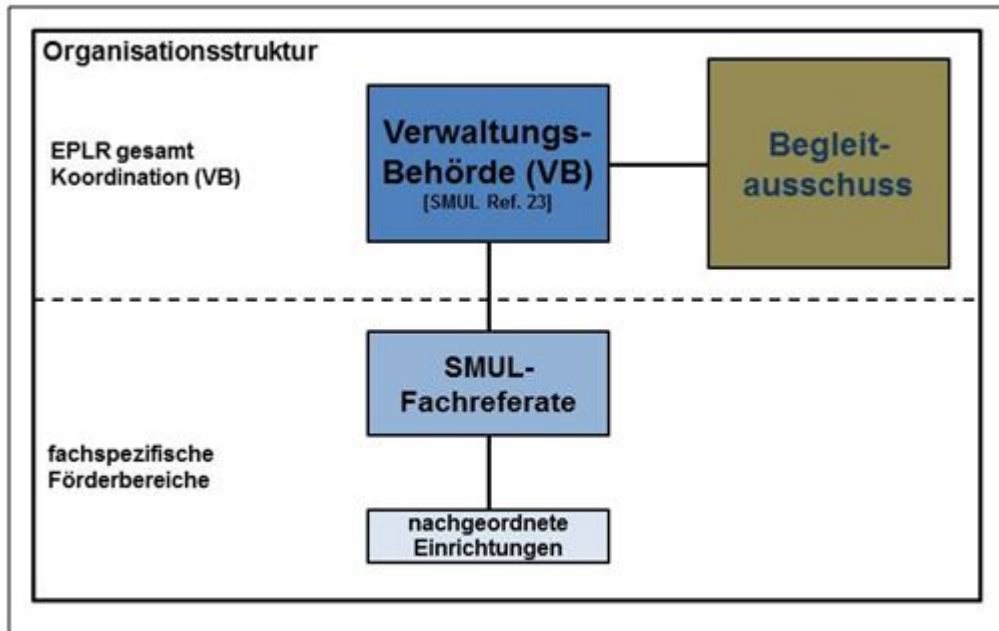 Organisationsstruktur
EPLR gesamt
Koordination (VB)
Verwaltungs-
Behörde (VB)
[SMUL Ref. 23]
Begleit-
ausschuss
SMUL-
Fachreferate
fachspezifische
Förderbereiche
nachgeordnete
Einrichtungen